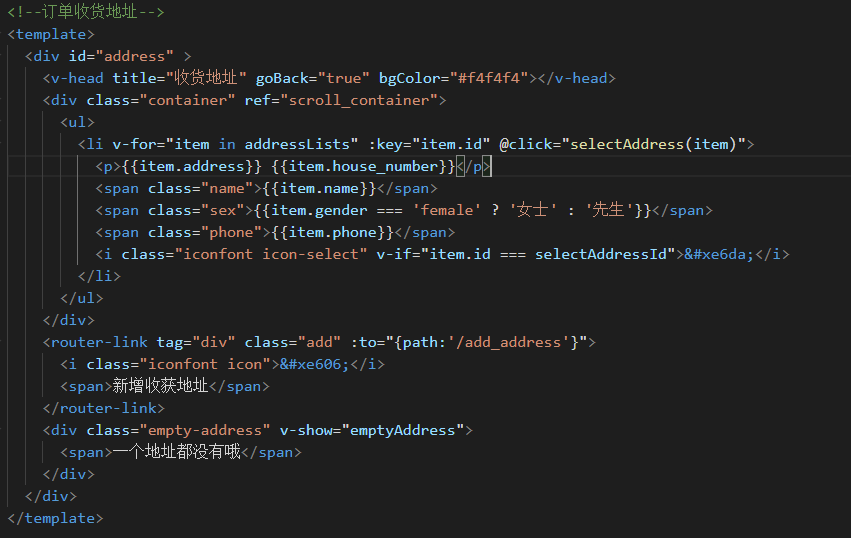 <!--订单收货地址-->
<template>
<div id="address" >
<v-head title="收货地址" goBack="true" bgColor="#f4f4f4"></v-head>
<div class="container" ref="scroll_container">
<ul>
<li v-for="item in addressLists" :key="item.id" @click="selectAddress(item)">
<p>{{item.address}} {{item.house_number}}</p>
<span class="name">{{item.name}}</span>
<span class="sex">{{item.gender === 'female' ? '女士' : '先生'}}</span>
<span class="phone">{{item.phone}}</span>
<i class="iconfont icon-select" v-if="item.id === selectAddressId">&#xe6da;</i>
</li>
</ul>
</div>
<router-link tag="div" class="add" :to="{path:'/add_address'}">
<i class="iconfont icon">&#xe606;</i>
<span>新增收获地址</span>
</router-link>
<div class="empty-address" v-show="emptyAddress">
<span>一个地址都没有哦</span>
</div>
</div>
</template>